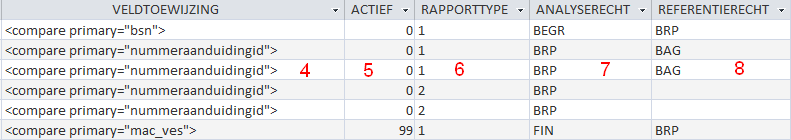 VELDTOEWIJZING ACTIEF RAPPORTTYPE ANALYSERECHT REFERENTIERECHT
<compare primary="bsn"> 0 1 BEGR BRP
<compare primary="nummeraanduidingid"> 0 1 BRP BAG
<compare primary="nummeraanduidingid"> 4 5 0 1 6 BRP 7 BAG 8
<compare primary="nummeraanduidingid"> 0 2 BRP
<compare primary="nummeraanduidingid"> 0 2 BRP
<compare primary="mac_ves"> 99 1 FIN BRP